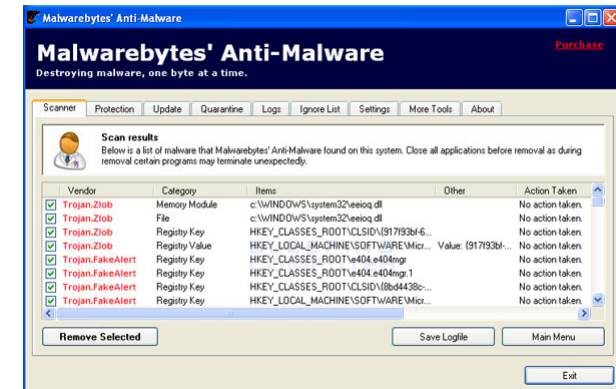 Malwarebytes' Anti-Malware
Malwarebytes' Anti-Malware
Purchase
Destroying malware, one byte at a time.
Scanner Protection Update Quarantine Logs Ignore List Settings More Tools About
Scan results
Below is a list of malware that Malwarebytes' Anti-Malware found on this system. Close all applications before removal as during
removal certain programs may terminate unexpectedly.
Vendor Category Items Other Action Taken
Trojan.Zlob Memory Module c:\WINDOWS\system32\eeioq.dll No action taken.
Trojan.Zlob File c:\WINDOWS\system32\eeioq.dll No action taken.
Trojan.Zlob Registry Key HKEY_CLASSES_ROOT\CLSID\{917f93bf-6... No action taken.
Trojan.Zlob Registry Value HKEY_LOCAL_MACHINE\SOFTWARE\Micr... Value: {917f93bf-... No action taken.
Trojan.FakeAlert Registry Key HKEY_CLASSES_ROOT\e404.e404mgr No action taken.
Trojan.FakeAlert Registry Key HKEY_CLASSES_ROOT\e404.e404mgr.1 No action taken.
Trojan.FakeAlert Registry Key HKEY_CLASSES_ROOT\CLSID\{8bd4438c-... No action taken.
Trojan.FakeAlert Registry Key HKEY_LOCAL_MACHINE\SOFTWARE\Micr... No action taken.
Remove Selected Save Logfile Main Menu
Exit